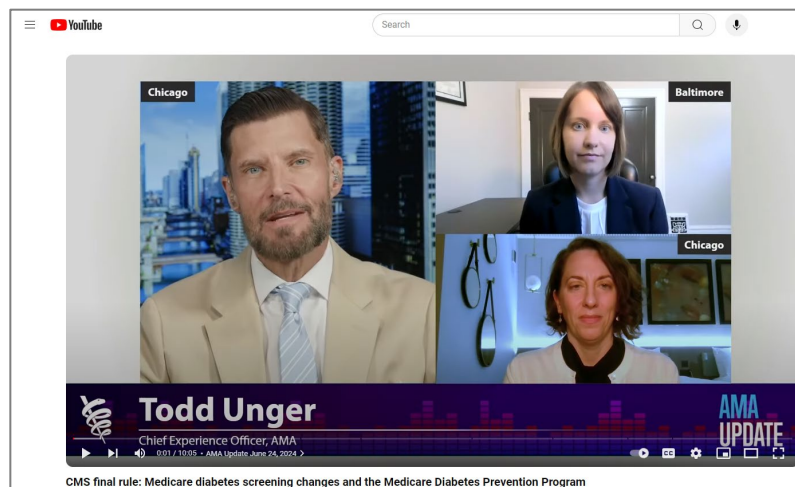 YouTube
Search
Chicago
Baltimore
Chicago
Todd Unger
Chief Experience Officer, AMA
AMA
UPDATE
0:01 / 10:05 • AMA Update June 24, 2024 >
CC
CMS final rule: Medicare diabetes screening changes and the Medicare Diabetes Prevention Program